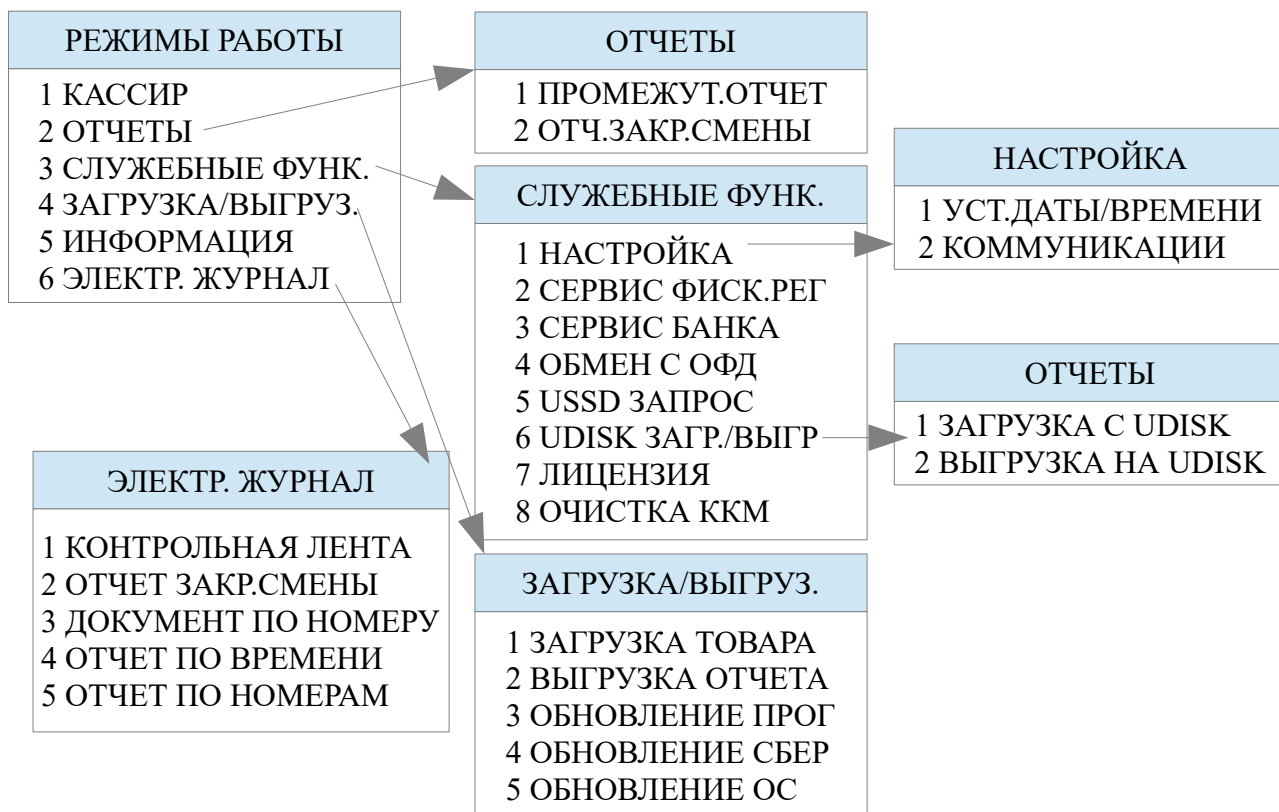 РЕЖИМЫ РАБОТЫ
1 КАССИР
2 ОТЧЕТЫ
3 СЛУЖЕБНЫЕ ФУНК.
4 ЗАГРУЗКА/ВЫГРУЗ.
5 ИНФОРМАЦИЯ
6 ЭЛЕКТР. ЖУРНАЛ
ОТЧЕТЫ
1 ПРОМЕЖУТ.ОТЧЕТ
2 ОТЧ.ЗАКР.СМЕНЫ
СЛУЖЕБНЫЕ ФУНК.
1 НАСТРОЙКА
2 СЕРВИС ФИСК.РЕГ
3 СЕРВИС БАНКА
4 ОБМЕН С ОФД
5 USSD ЗАПРОС
6 UDISK ЗАГР./ВЫГР
7 ЛИЦЕНЗИЯ
8 ОЧИСТКА ККМ
НАСТРОЙКА
1 УСТ.ДАТЫ/ВРЕМЕНИ
2 КОММУНИКАЦИИ
ОТЧЕТЫ
1 ЗАГРУЗКА С UDISK
2 ВЫГРУЗКА НА UDISK
ЭЛЕКТР. ЖУРНАЛ
1 КОНТРОЛЬНАЯ ЛЕНТА
2 ОТЧЕТ ЗАКР.СМЕНЫ
3 ДОКУМЕНТ ПО НОМЕРУ
4 ОТЧЕТ ПО ВРЕМЕНИ
5 ОТЧЕТ ПО НОМЕРАМ
ЗАГРУЗКА/ВЫГРУЗ.
1 ЗАГРУЗКА ТОВАРА
2 ВЫГРУЗКА ОТЧЕТА
3 ОБНОВЛЕНИЕ ПРОГ
4 ОБНОВЛЕНИЕ СБЕР
5 ОБНОВЛЕНИЕ ОС